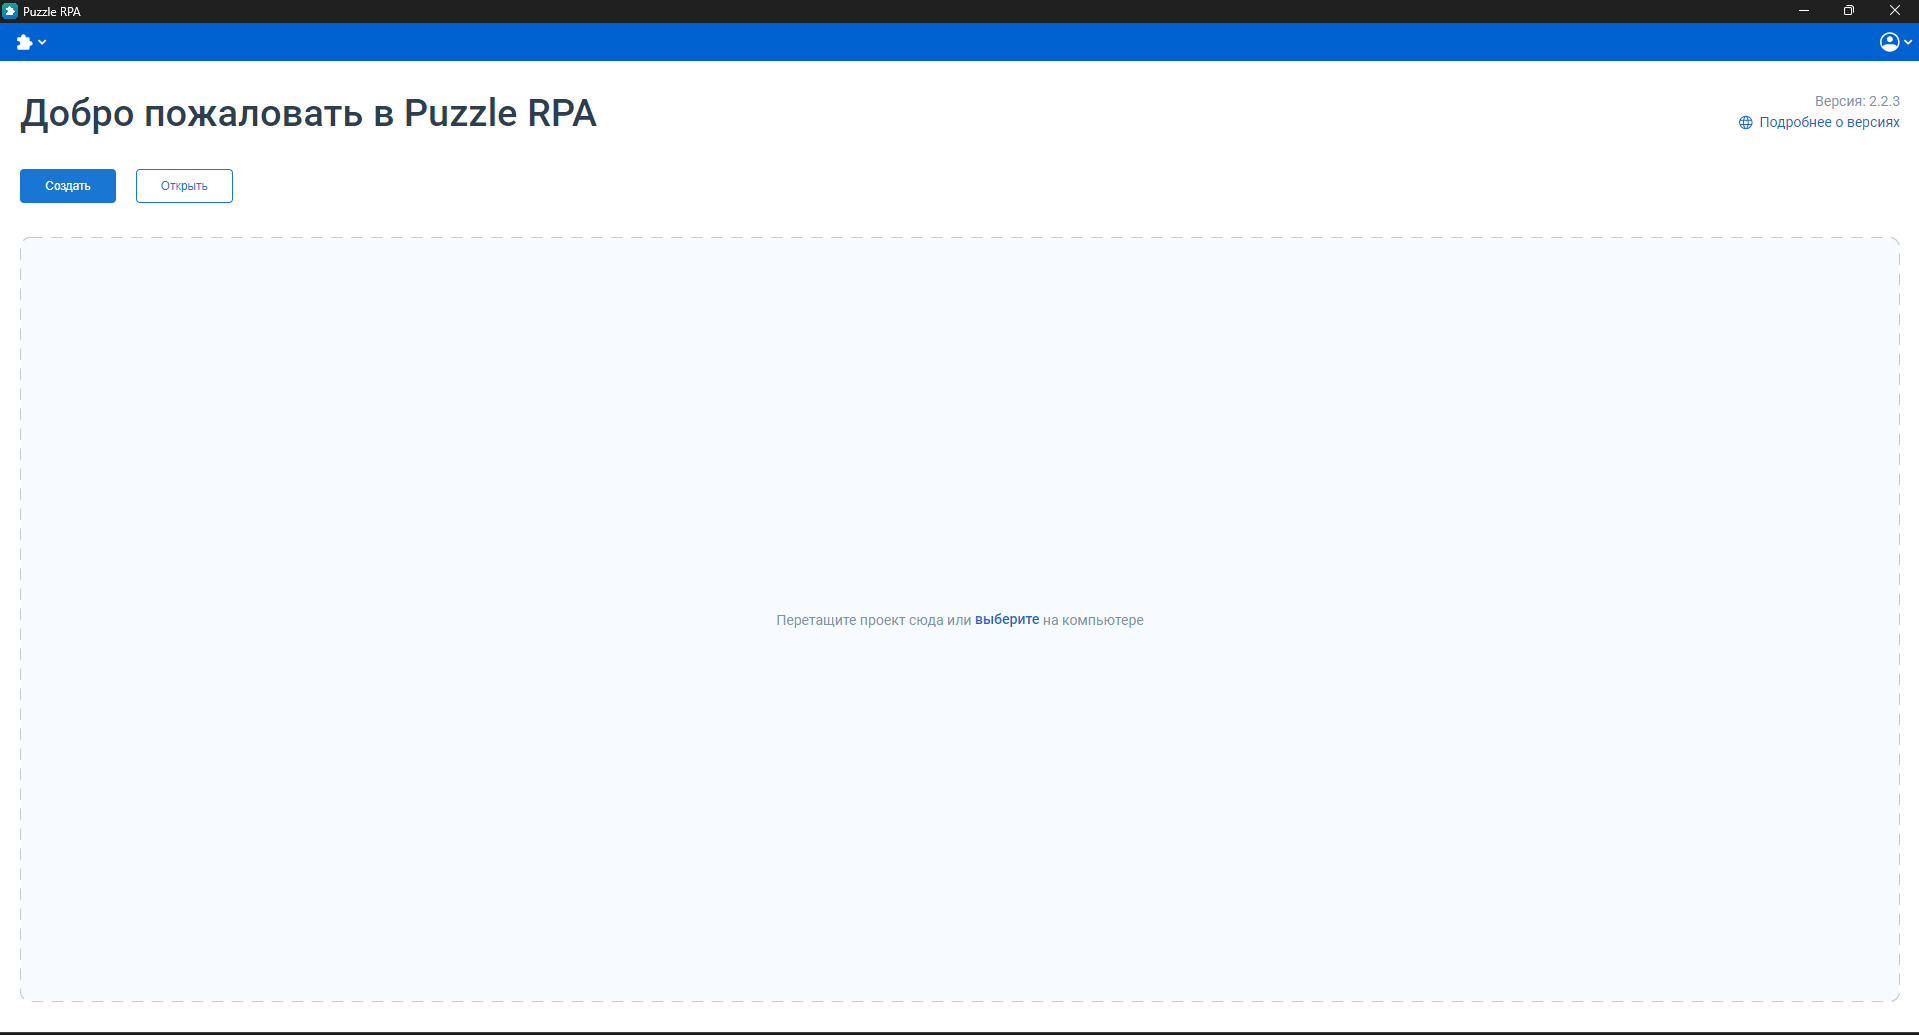 Puzzle RPA
Добро пожаловать в Puzzle RPA
Версия: 2.2.3
Подробнее о версиях
Создать
Открыть
Перетащите проект сюда или выберите на компьютере